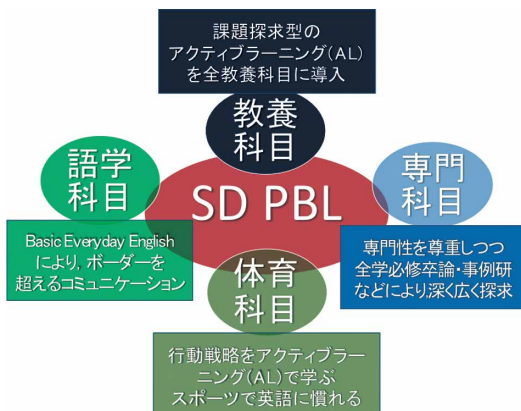 課題探求型の
アクティブラーニング(AL)
を全教養科目に導入
教養
科目
語学
科目
専門
科目
SD PBL
Basic Everyday English
により, ボーダーを
超えるコミュニケーション
専門性を尊重しつつ
全学必修卒論・事例研
などにより,深く広く探求
体育
科目
行動戦略をアクティブラー
ニング(AL)で学ぶ
スポーツで英語に慣れる